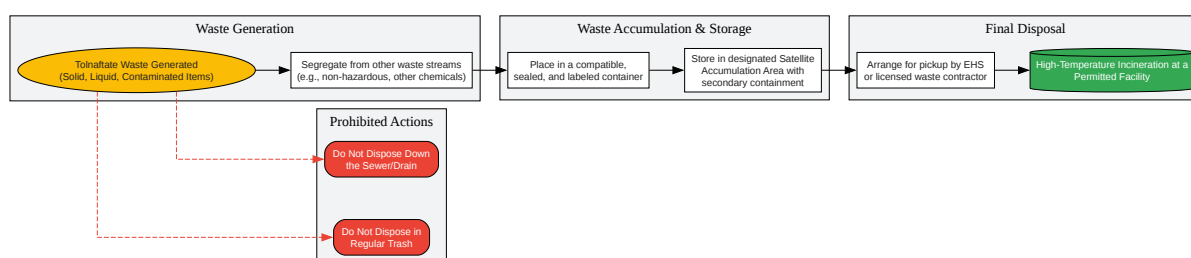 Waste Generation
Tolnaftate Waste Generated
(Solid, Liquid, Contaminated Items)
Segregate from other waste streams
(e.g., non-hazardous, other chemicals)
Waste Accumulation & Storage
Place in a compatible,
sealed, and labeled container
Store in designated Satellite
Accumulation Area with
secondary containment
Final Disposal
Arrange for pickup by EHS
or licensed waste contractor
High-Temperature Incineration at a
Permitted Facility
Prohibited Actions
Do Not Dispose Down
the Sewer/Drain
Do Not Dispose in
Regular Trash